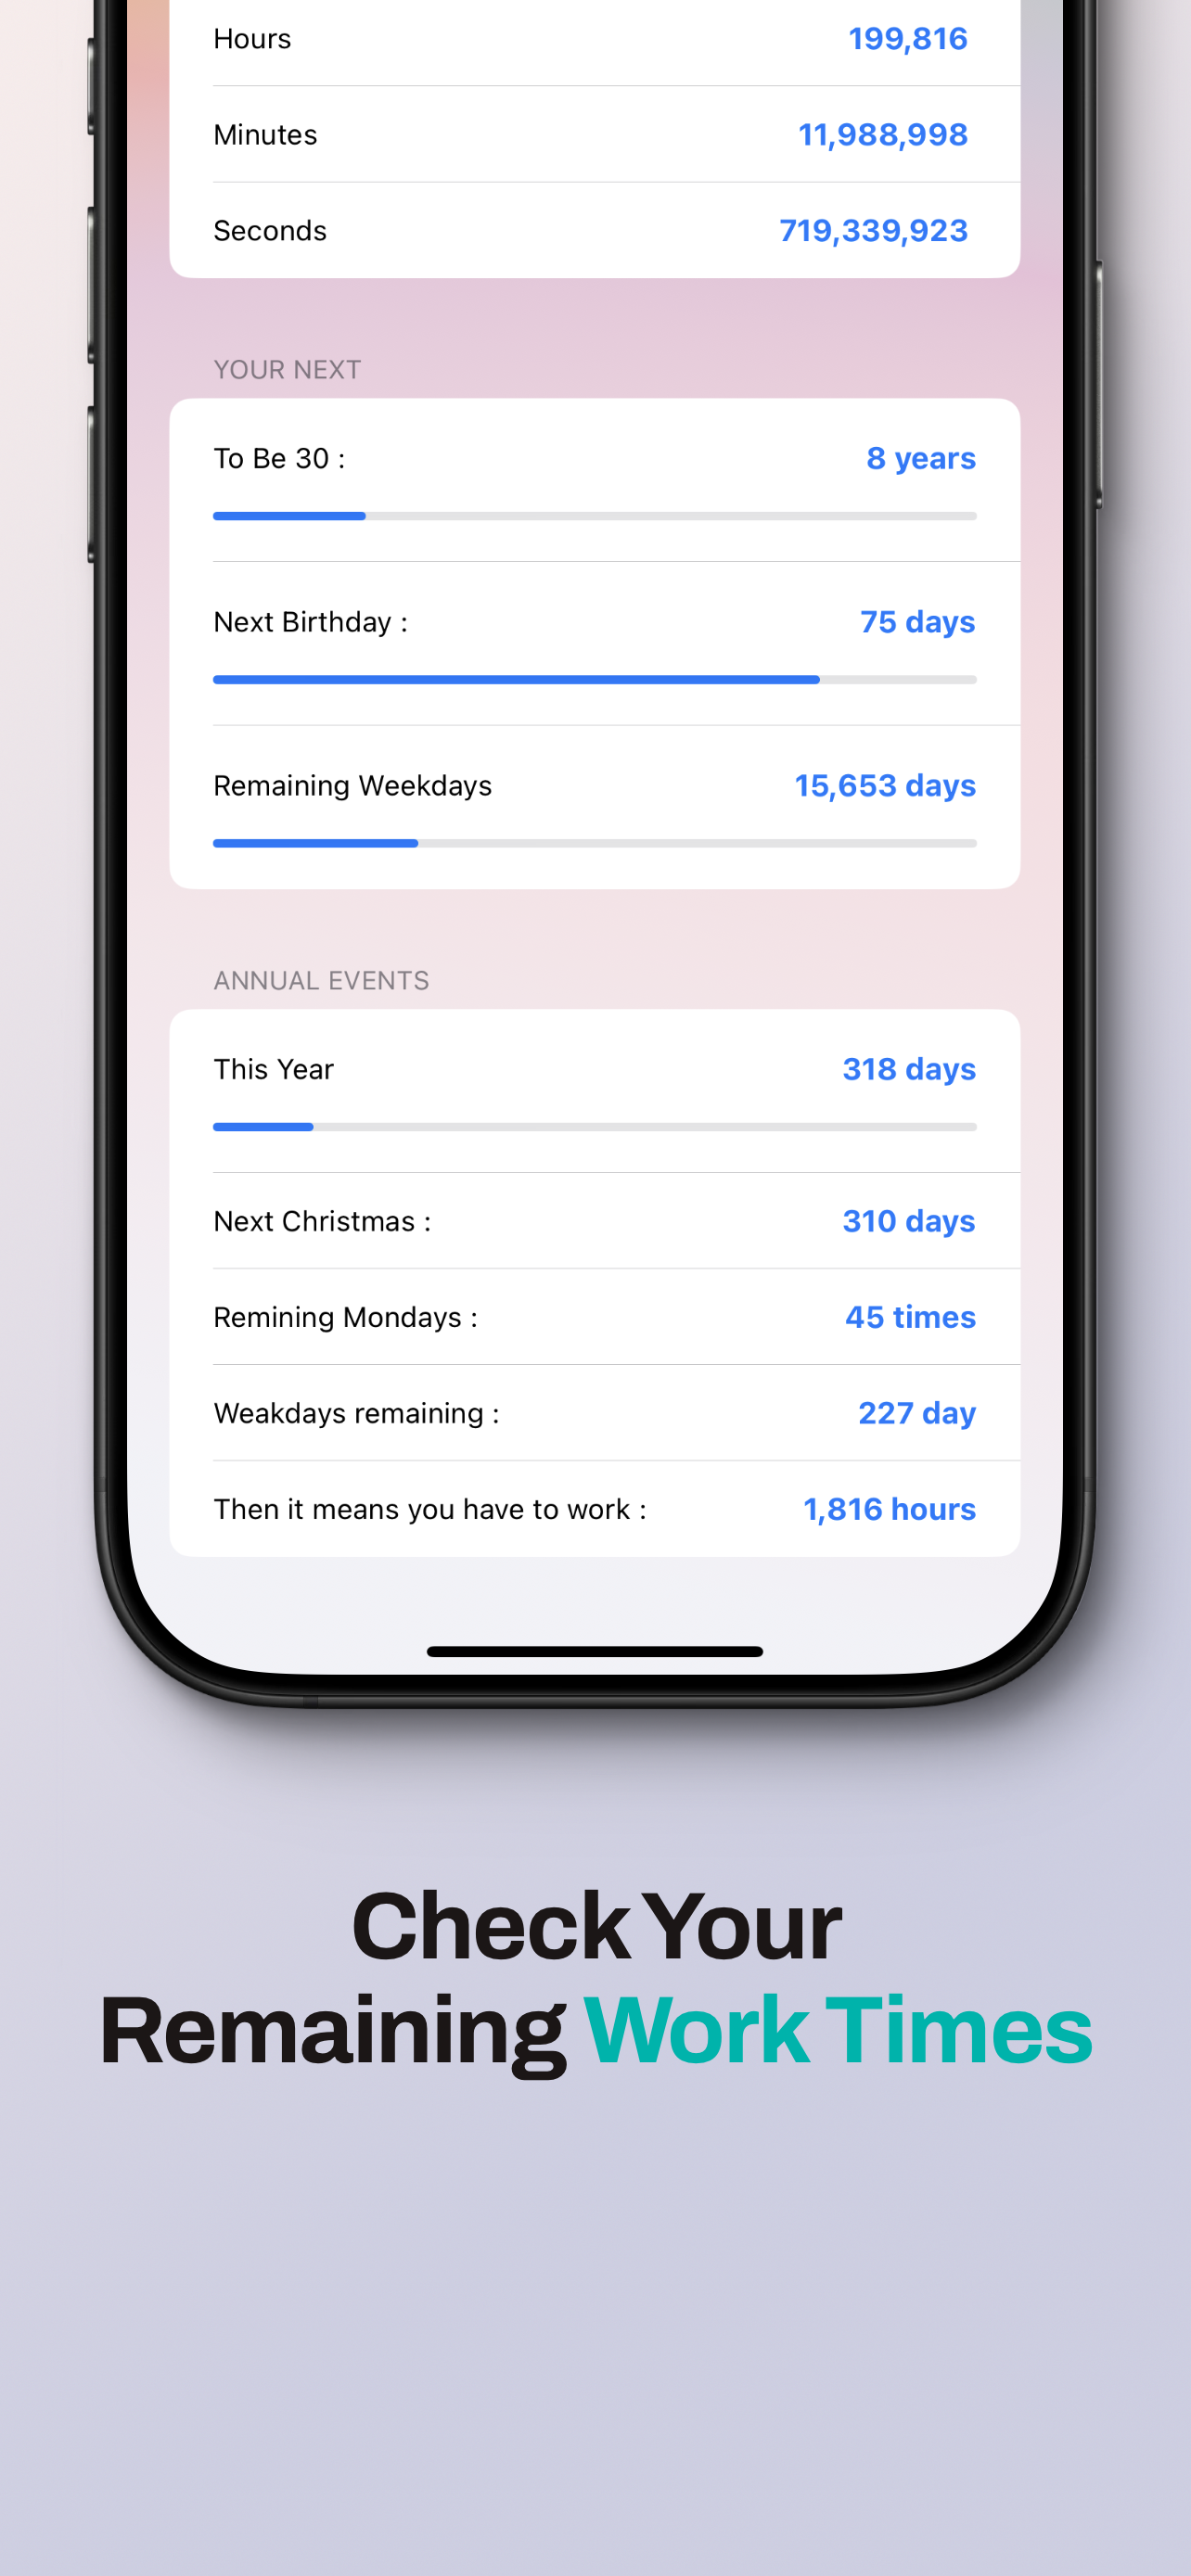 Hours 199,816
Minutes 11,988,998
Seconds 719,339,923
YOUR NEXT
To Be 30 : 8 years
Next Birthday : 75 days
Remaining Weekdays 15,653 days
ANNUAL EVENTS
This Year 318 days
Next Christmas : 310 days
Remining Mondays : 45 times
Weakdays remaining : 227 day
Then it means you have to work : 1,816 hours
Check Your
Remaining Work Times